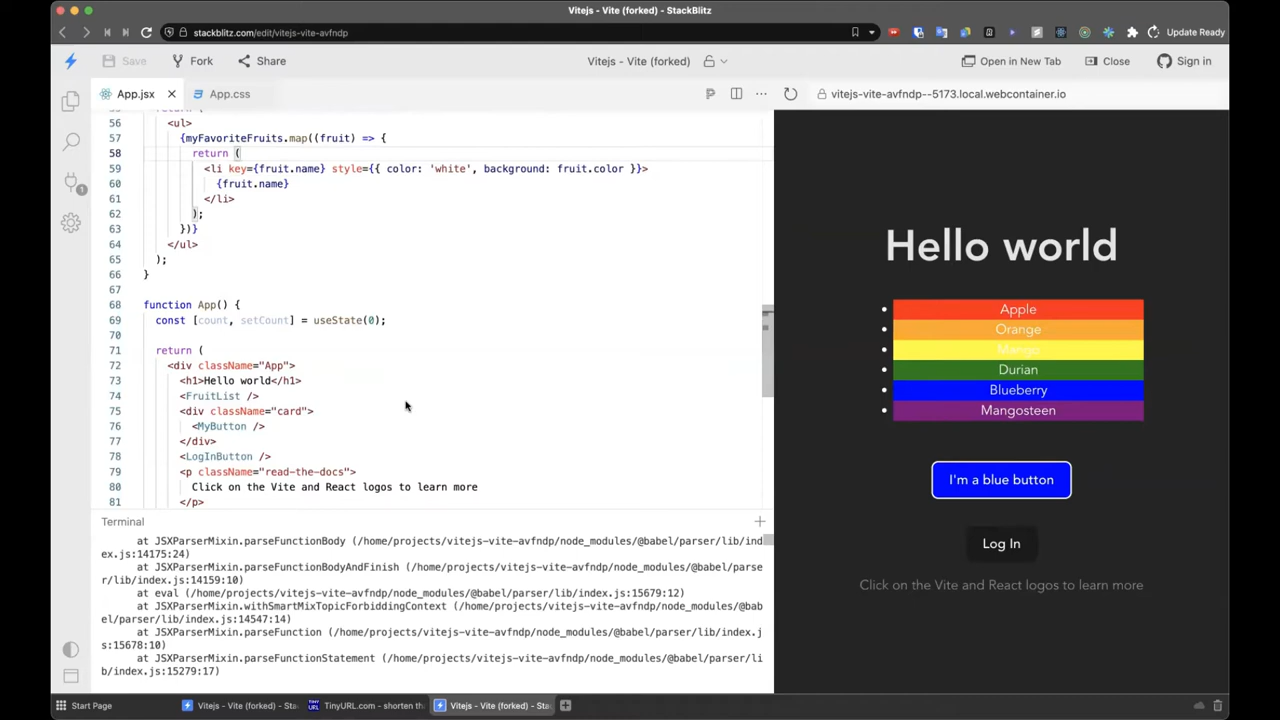 Vitejs - Vite (forked) - StackBlitz
stackblitz.com/edit/vitejs-vite-avfndp
Update Ready
Save
Fork
Share
Vitejs - Vite (forked)
Open in New Tab
Close
Sign in
App.jsx
App.css
vitejs-vite-avfndp--5173.local.webcontainer.io
56 <ul>
57 {myFavoriteFruits.map((fruit) => {
58 return (
59 <li key={fruit.name} style={{ color: 'white', background: fruit.color }}>
60 {fruit.name}
61 </li>
62 );
63 })}
64 </ul>
65 );
66 }
67
68 function App() {
69 const [count, setCount] = useState(0);
70
71 return (
72 <div className="App">
73 <h1>Hello world</h1>
74 <FruitList />
75 <div className="card">
76 <MyButton />
77 </div>
78 <LogInButton />
79 <p className="read-the-docs">
80 Click on the Vite and React logos to learn more
81 </p>
Terminal
at JSXParserMixin.parseFunctionBody (/home/projects/vitejs-vite-avfndp/node_modules/@babel/parser/lib/ind
ex.js:14175:24)
at JSXParserMixin.parseFunctionBodyAndFinish (/home/projects/vitejs-vite-avfndp/node_modules/@babel/parse
r/lib/index.js:14159:10)
at eval (/home/projects/vitejs-vite-avfndp/node_modules/@babel/parser/lib/index.js:15679:12)
at JSXParserMixin.withSmartMixTopicForbiddingContext (/home/projects/vitejs-vite-avfndp/node_modules/@bab
el/parser/lib/index.js:14547:14)
at JSXParserMixin.parseFunction (/home/projects/vitejs-vite-avfndp/node_modules/@babel/parser/lib/index.j
s:15678:10)
at JSXParserMixin.parseFunctionStatement (/home/projects/vitejs-vite-avfndp/node_modules/@babel/parser/li
b/index.js:15279:17)
Hello world
Apple
Orange
Mango
Durian
Blueberry
Mangosteen
I'm a blue button
Log In
Click on the Vite and React logos to learn more
Start Page
Vitejs - Vite (forked) - Sta
TinyURL.com - shorten th
Vitejs - Vite (forked) - Sta